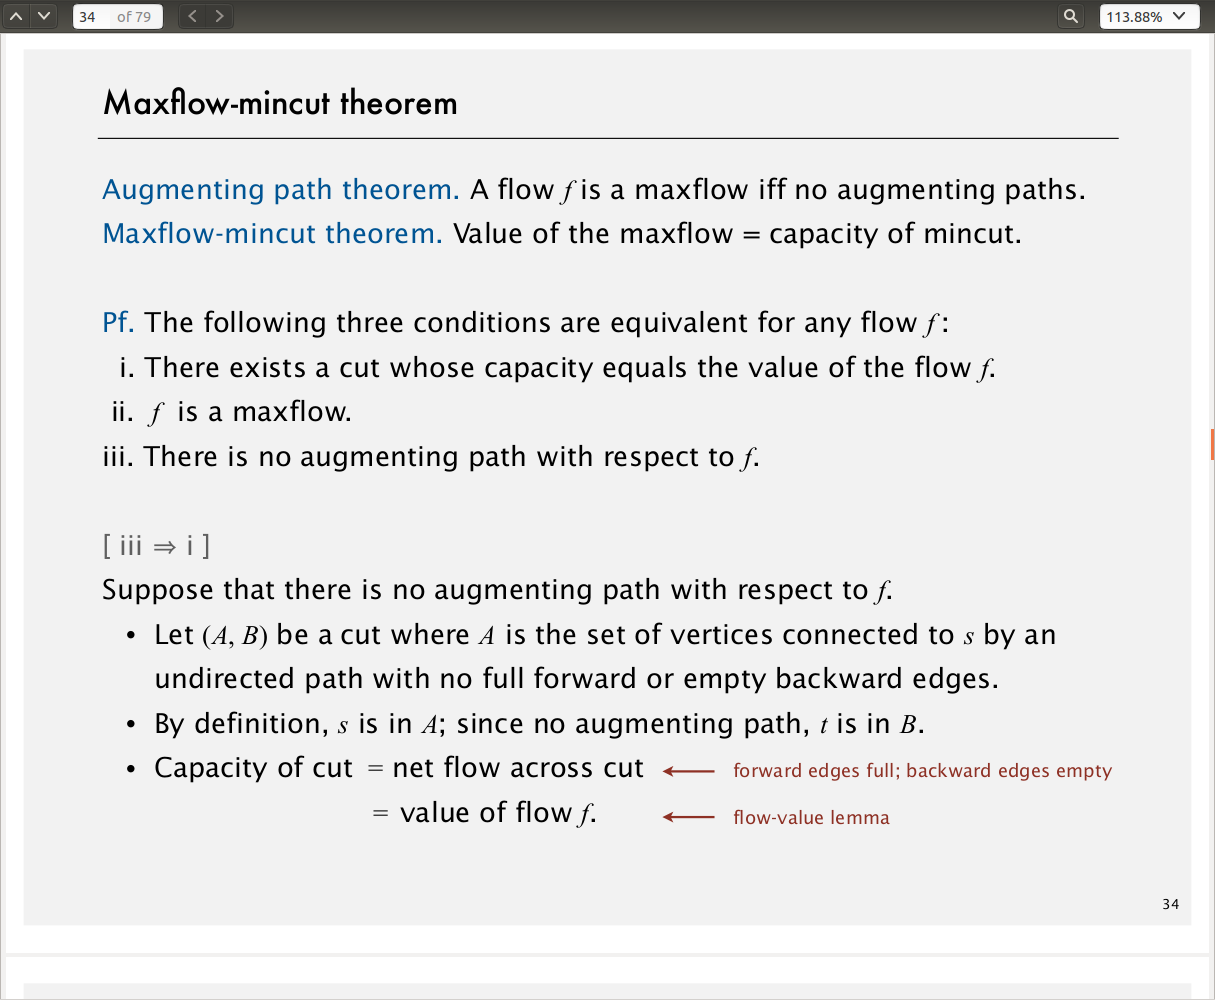 34 of 79
113.88%
Maxflow-mincut theorem
Augmenting path theorem. A flow f is a maxflow iff no augmenting paths.
Maxflow-mincut theorem. Value of the maxflow = capacity of mincut.
Pf. The following three conditions are equivalent for any flow f :
i. There exists a cut whose capacity equals the value of the flow f.
ii. f is a maxflow.
iii. There is no augmenting path with respect to f.
[ iii ⇒ i ]
Suppose that there is no augmenting path with respect to f.
• Let (A, B) be a cut where A is the set of vertices connected to s by an
undirected path with no full forward or empty backward edges.
• By definition, s is in A; since no augmenting path, t is in B.
• Capacity of cut = net flow across cut ← forward edges full; backward edges empty
= value of flow f. ← flow-value lemma
34